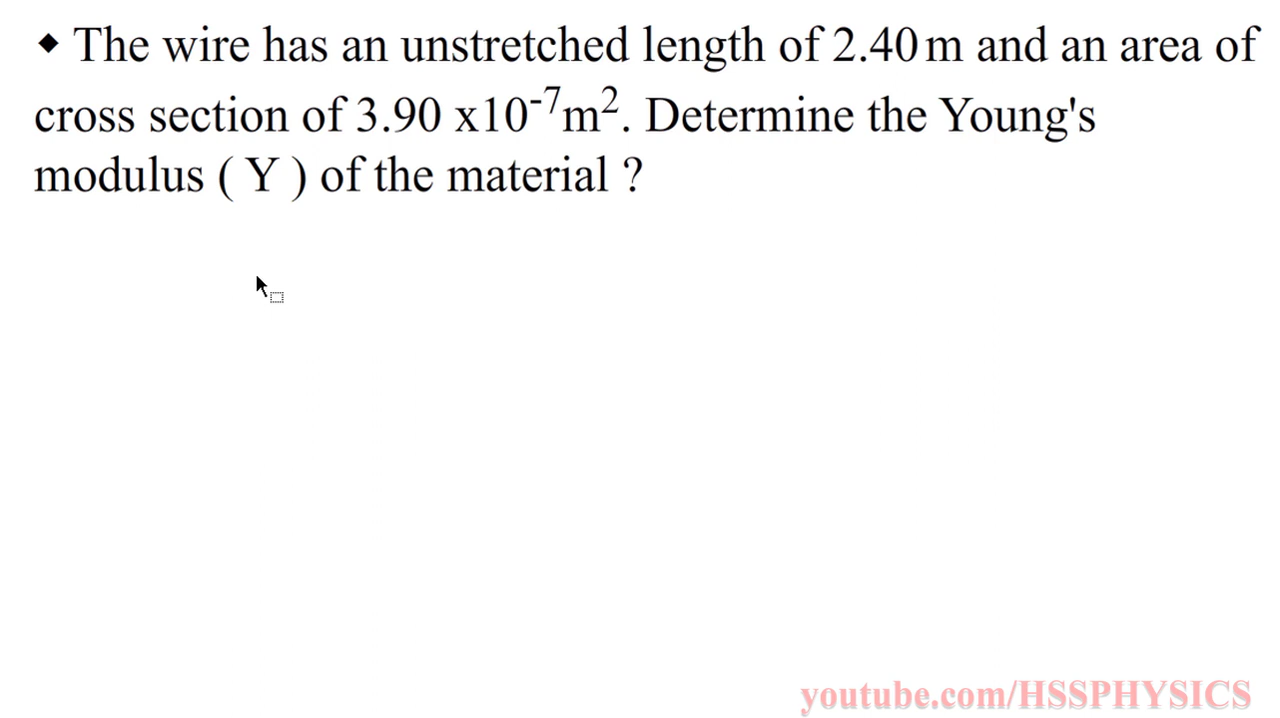 ◆ The wire has an unstretched length of 2.40 m and an area of
cross section of 3.90 x10⁻⁷m². Determine the Young's
modulus ( Y ) of the material ?
youtube.com/HSSPHYSICS